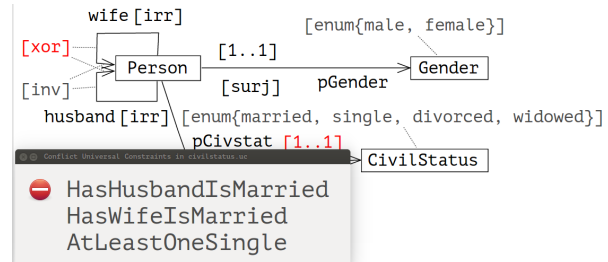 wife [irr]
[enum{male, female}]
[xor]
[1..1]
Person
Gender
[surj]
pGender
[inv]
husband [irr]
[enum{married, single, divorced, widowed}]
pCivstat [1..1]
Conflict Universal Constraints in civilstatus.uc
CivilStatus
HasHusbandIsMarried
HasWifeIsMarried
AtLeastOneSingle